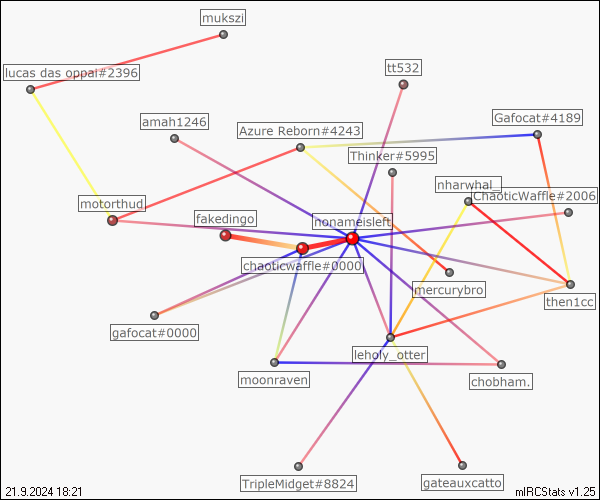 mukszi
lucas das oppai#2396
tt532
amah1246
Azure Reborn#4243
Gafocat#4189
Thinker#5995
nharwhal_
ChaoticWaffle#2006
motorthud
fakedingo
nonameisleft
chaoticwaffle#0000
mercurybro
then1cc
gafocat#0000
leholy_otter
moonraven
chobham.
TripleMidget#8824
gateauxcatto
21.9.2024 18:21
mIRCStats v1.25